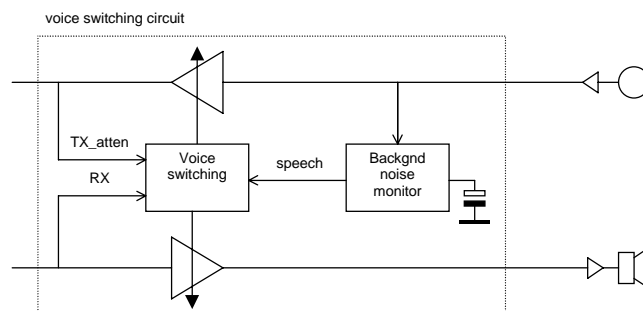 voice switching circuit
TX_atten
RX
Voice
switching
speech
Backgnd
noise
monitor